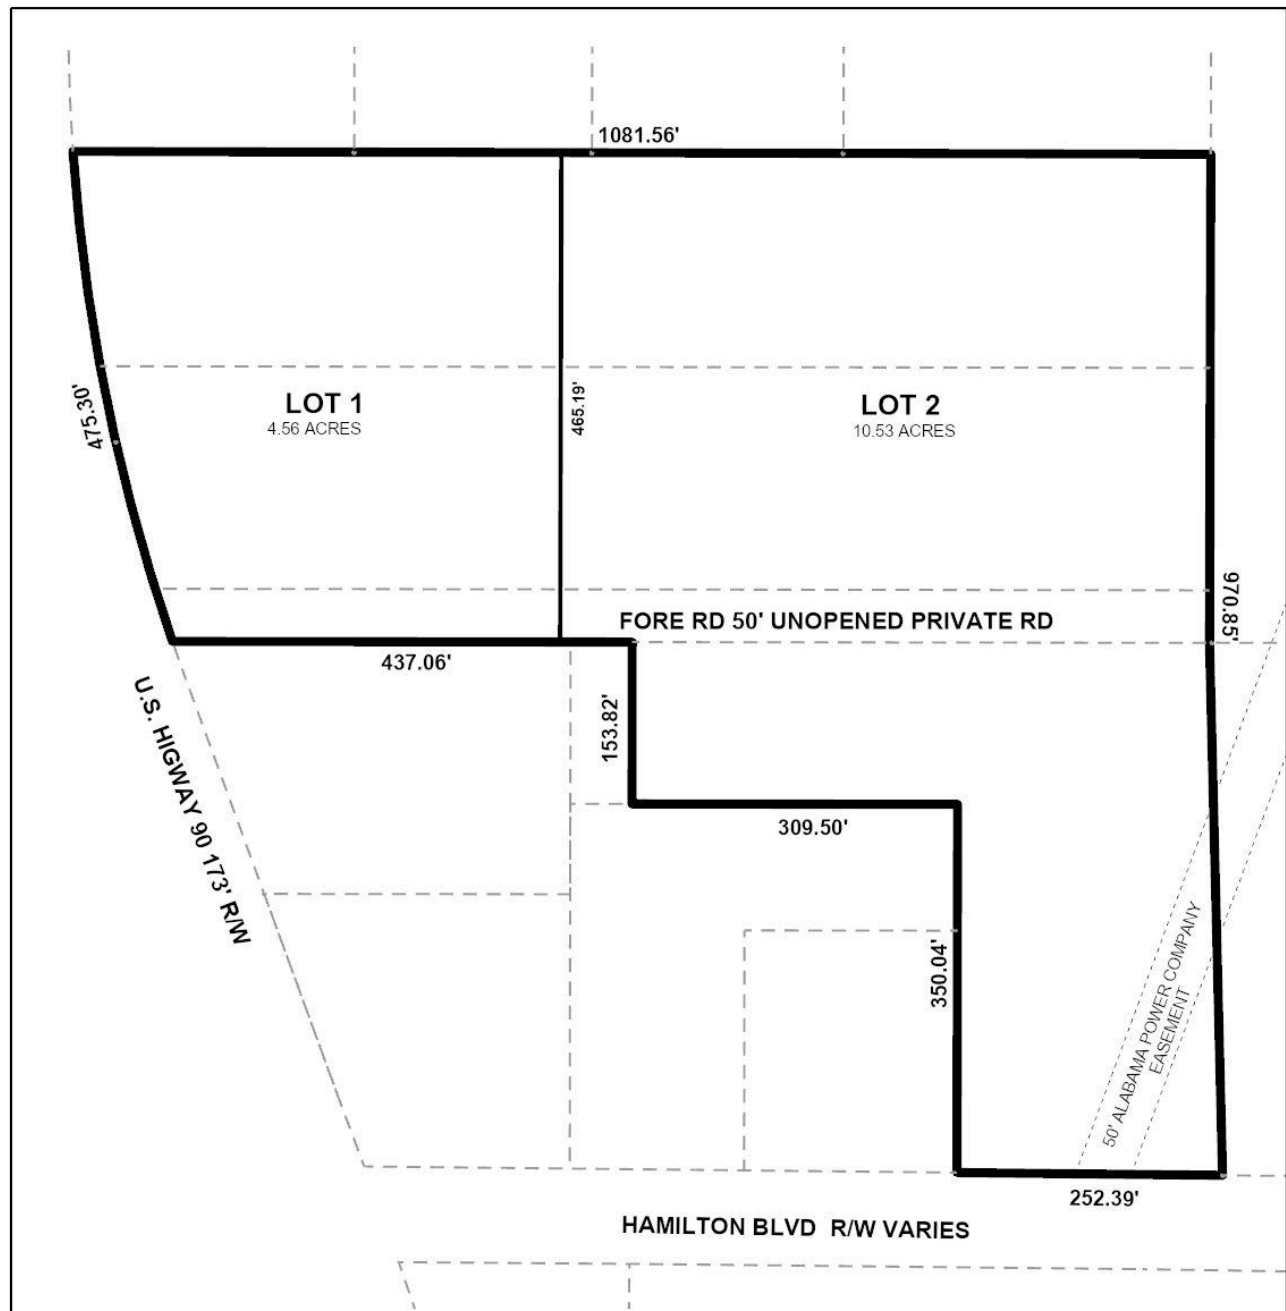 1081.56'
475.30'
LOT 1
4.56 ACRES
465.19'
LOT 2
10.53 ACRES
970.85'
FORE RD 50' UNOPENED PRIVATE RD
437.06'
U.S. HIGWAY 90 173' R/W
153.82'
309.50'
350.04'
50' ALABAMA POWER COMPANY
EASEMENT
252.39'
HAMILTON BLVD R/W VARIES